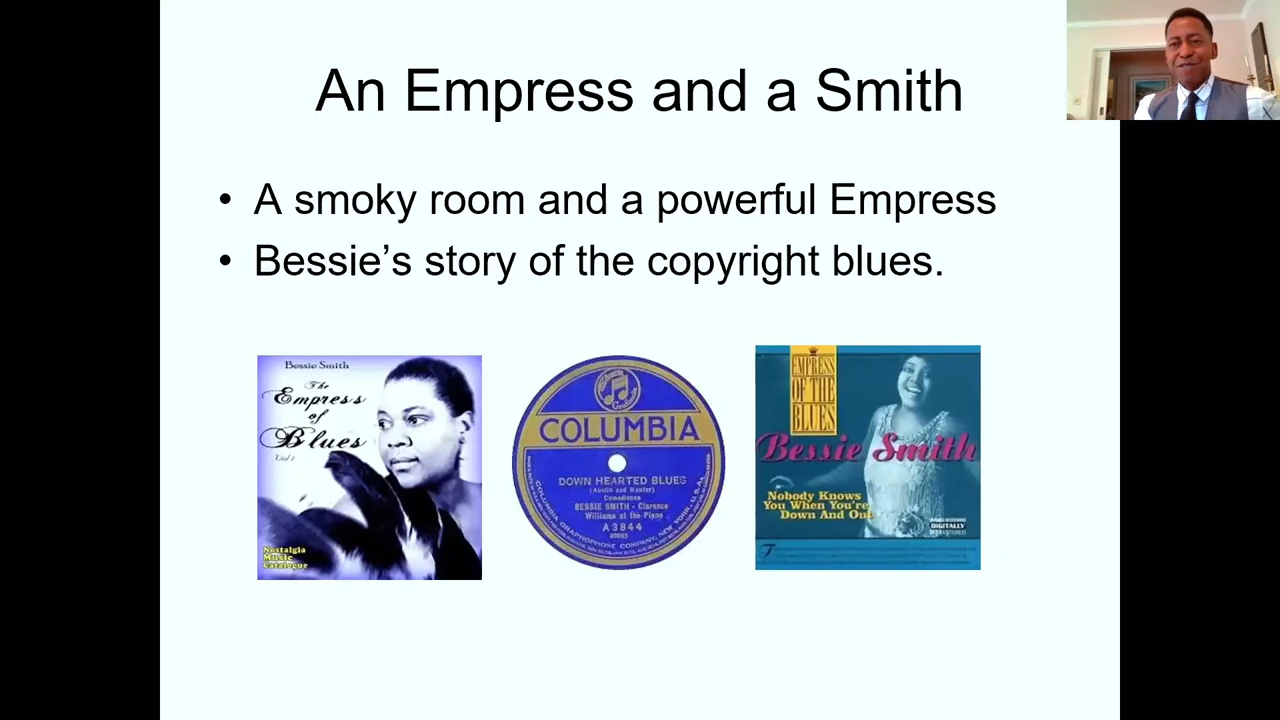 An Empress and a Smith
• A smoky room and a powerful Empress
• Bessie’s story of the copyright blues.
Bessie Smith
The
Empress
of
Blues
Vol 1
Nostalgia
Music
Catalogue
COLUMBIA
DOWN HEARTED BLUES
(Austin and Hunter)
Comedienne
BESSIE SMITH - Clarence
Williams at the Piano
A3844
EMPRESS
OF THE
BLUES
Bessie Smith
Nobody Knows
You When You're
Down And Out
DIGITALLY